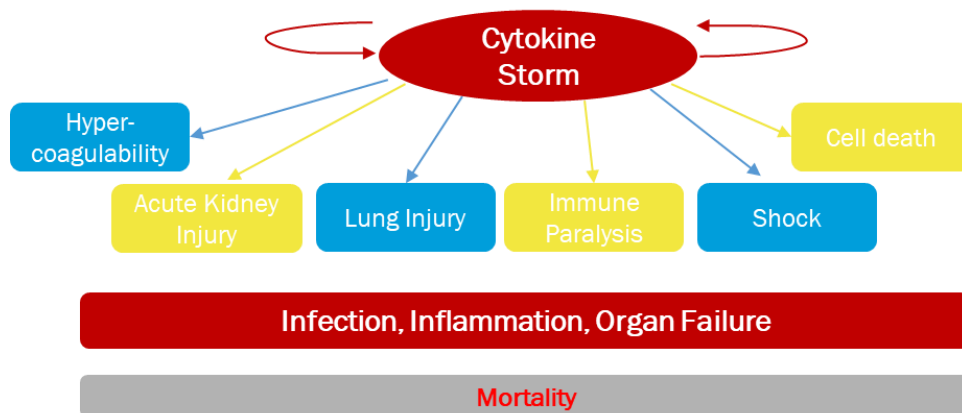 Cytokine
Storm
Hyper-
coagulability
Cell death
Acute Kidney
Injury
Lung Injury
Immune
Paralysis
Shock
Infection, Inflammation, Organ Failure
Mortality